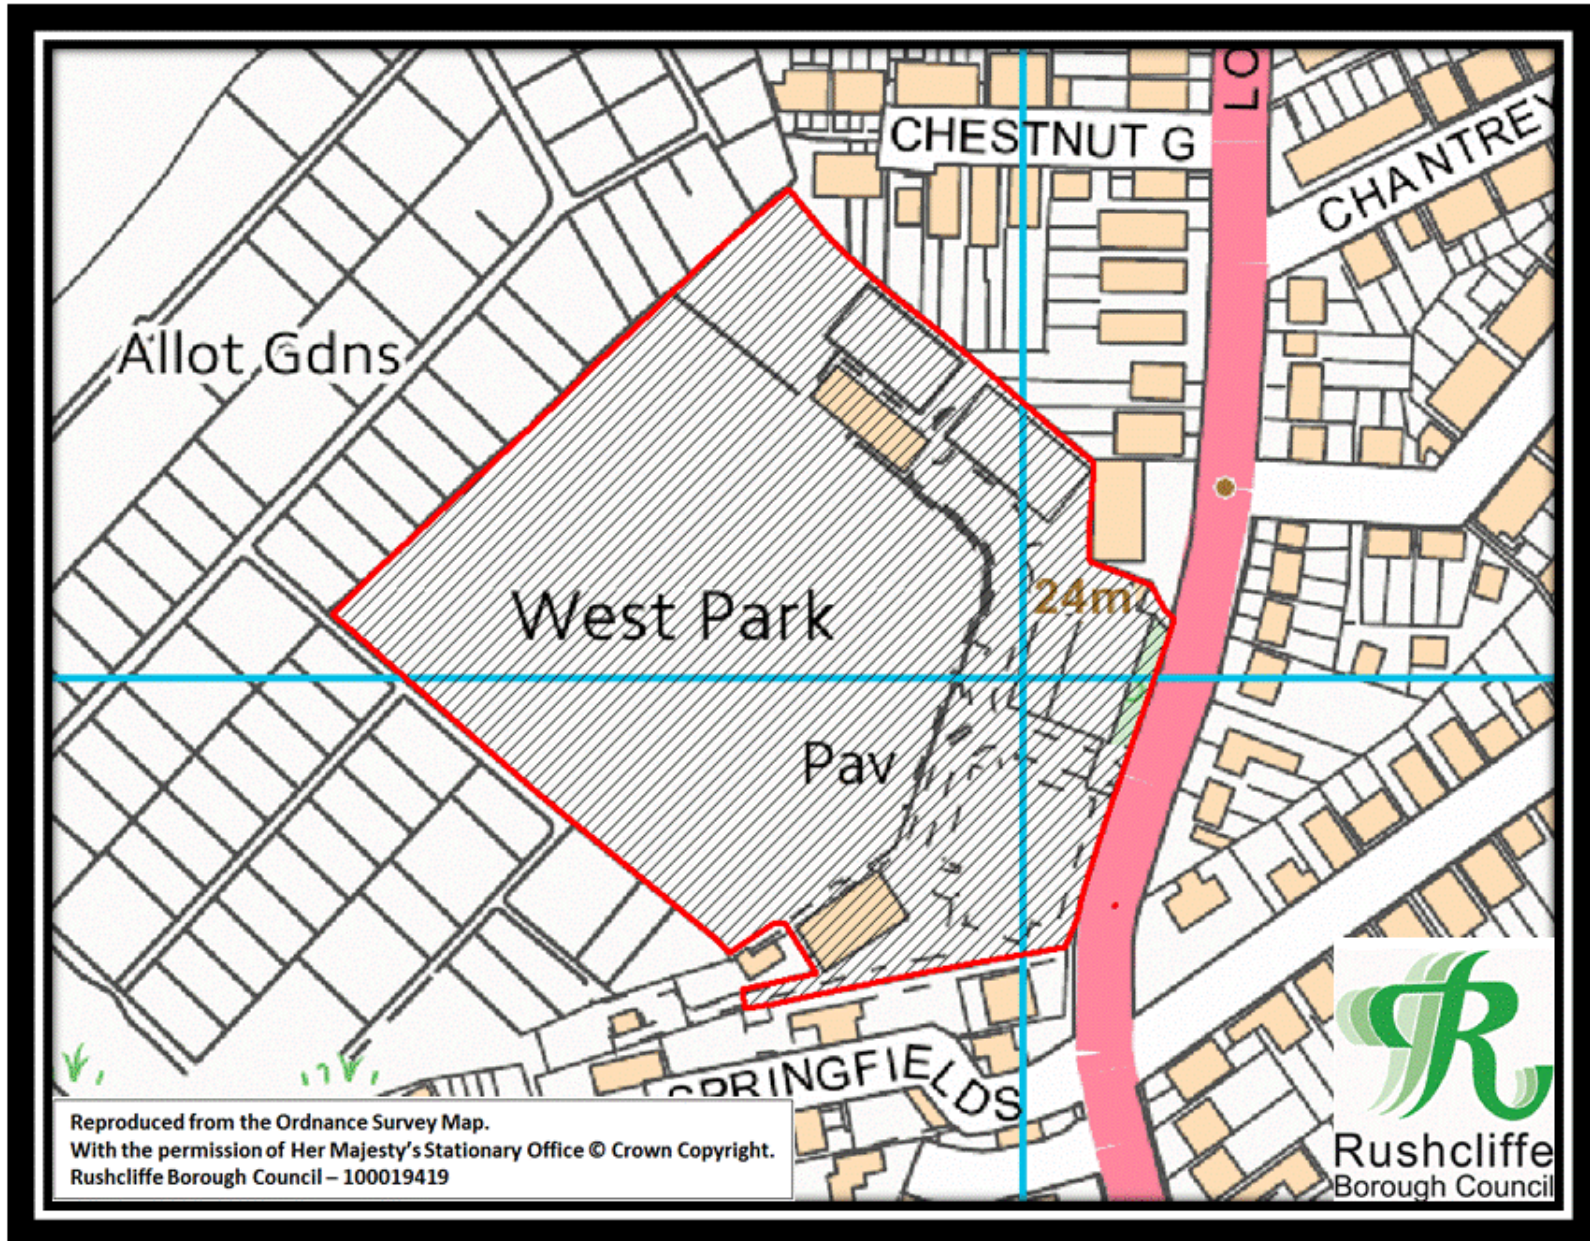 LO
CHESTNUT G
CHANTREY
Allot Gdns
West Park
24m
Pav
SPRINGFIELDS
Reproduced from the Ordnance Survey Map.
With the permission of Her Majesty's Stationary Office © Crown Copyright.
Rushcliffe Borough Council – 100019419
R
Rushcliffe
Borough Council